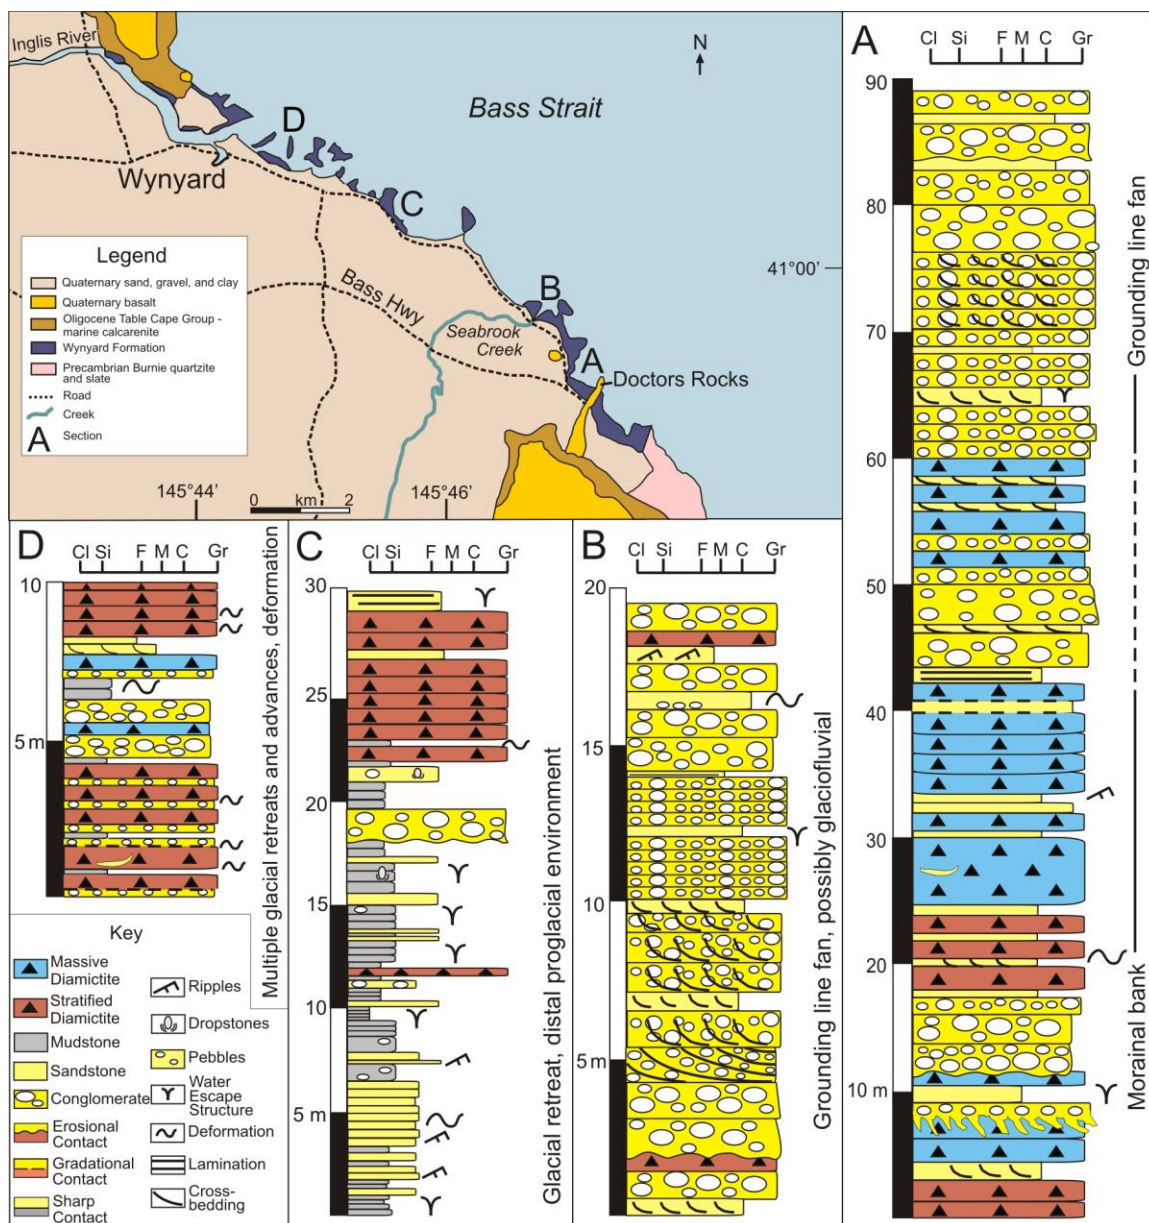 Inglis River
N
Bass Strait
D
Wynyard
C
41°00'
B
Bass Hwy
Seabrook
Creek
A
Doctors Rocks
Legend
Quaternary sand, gravel, and clay
Quaternary basalt
Oligocene Table Cape Group -
marine calcarenite
Wynyard Formation
Precambrian Burnie quartzite
and slate
Road
Creek
A Section
145°44'
0 km 2
145°46'
A
Cl Si F M C Gr
90
80
70
60
50
40
30
20
10 m
Grounding line fan
Morainal bank
D
Cl Si F M C Gr
10
5 m
Multiple glacial retreats and advances, deformation
C
Cl Si F M C Gr
30
25
20
15
10
5 m
Glacial retreat, distal proglacial environment
B
Cl Si F M C Gr
20
15
10
5 m
Grounding line fan, possibly glaciofluvial
Key
Massive
Diamictite
Stratified
Diamictite
Mudstone
Sandstone
Conglomerate
Erosional
Contact
Gradational
Contact
Sharp
Contact
Ripples
Dropstones
Pebbles
Water
Escape
Structure
Deformation
Lamination
Cross-
bedding